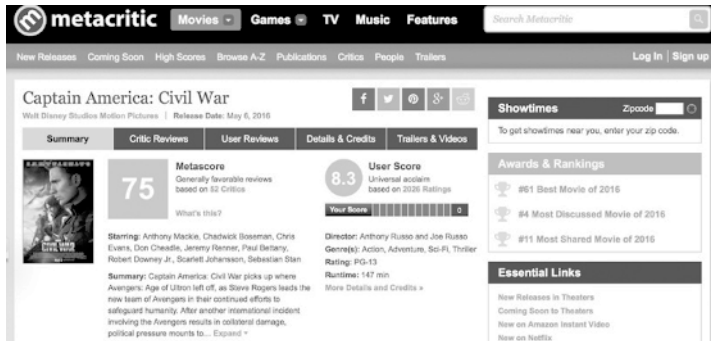 metacritic Movies Games TV Music Features Search Metacritic
New Releases Coming Soon High Scores Browse A-Z Publications Critics People Trailers Log In | Sign up
Captain America: Civil War
Walt Disney Studios Motion Pictures | Release Date: May 6, 2016
Summary Critic Reviews User Reviews Details & Credits Trailers & Videos
CIVIL WAR
75
Metascore
Generally favorable reviews
based on 52 Critics
What's this?
8.3
User Score
Universal acclaim
based on 2026 Ratings
Your Score 0
Starring: Anthony Mackie, Chadwick Boseman, Chris
Evans, Don Cheadle, Jeremy Renner, Paul Bettany,
Robert Downey Jr., Scarlett Johansson, Sebastian Stan
Summary: Captain America: Civil War picks up where
Avengers: Age of Ultron left off, as Steve Rogers leads the
new team of Avengers in their continued efforts to
safeguard humanity. After another international incident
involving the Avengers results in collateral damage,
political pressure mounts to... Expand
Director: Anthony Russo and Joe Russo
Genre(s): Action, Adventure, Sci-Fi, Thriller
Rating: PG-13
Runtime: 147 min
More Details and Credits »
Showtimes Zipcode
To get showtimes near you, enter your zip code.
Awards & Rankings
#61 Best Movie of 2016
#4 Most Discussed Movie of 2016
#11 Most Shared Movie of 2016
Essential Links
New Releases in Theaters
Coming Soon to Theaters
New on Amazon Instant Video
New on Netflix